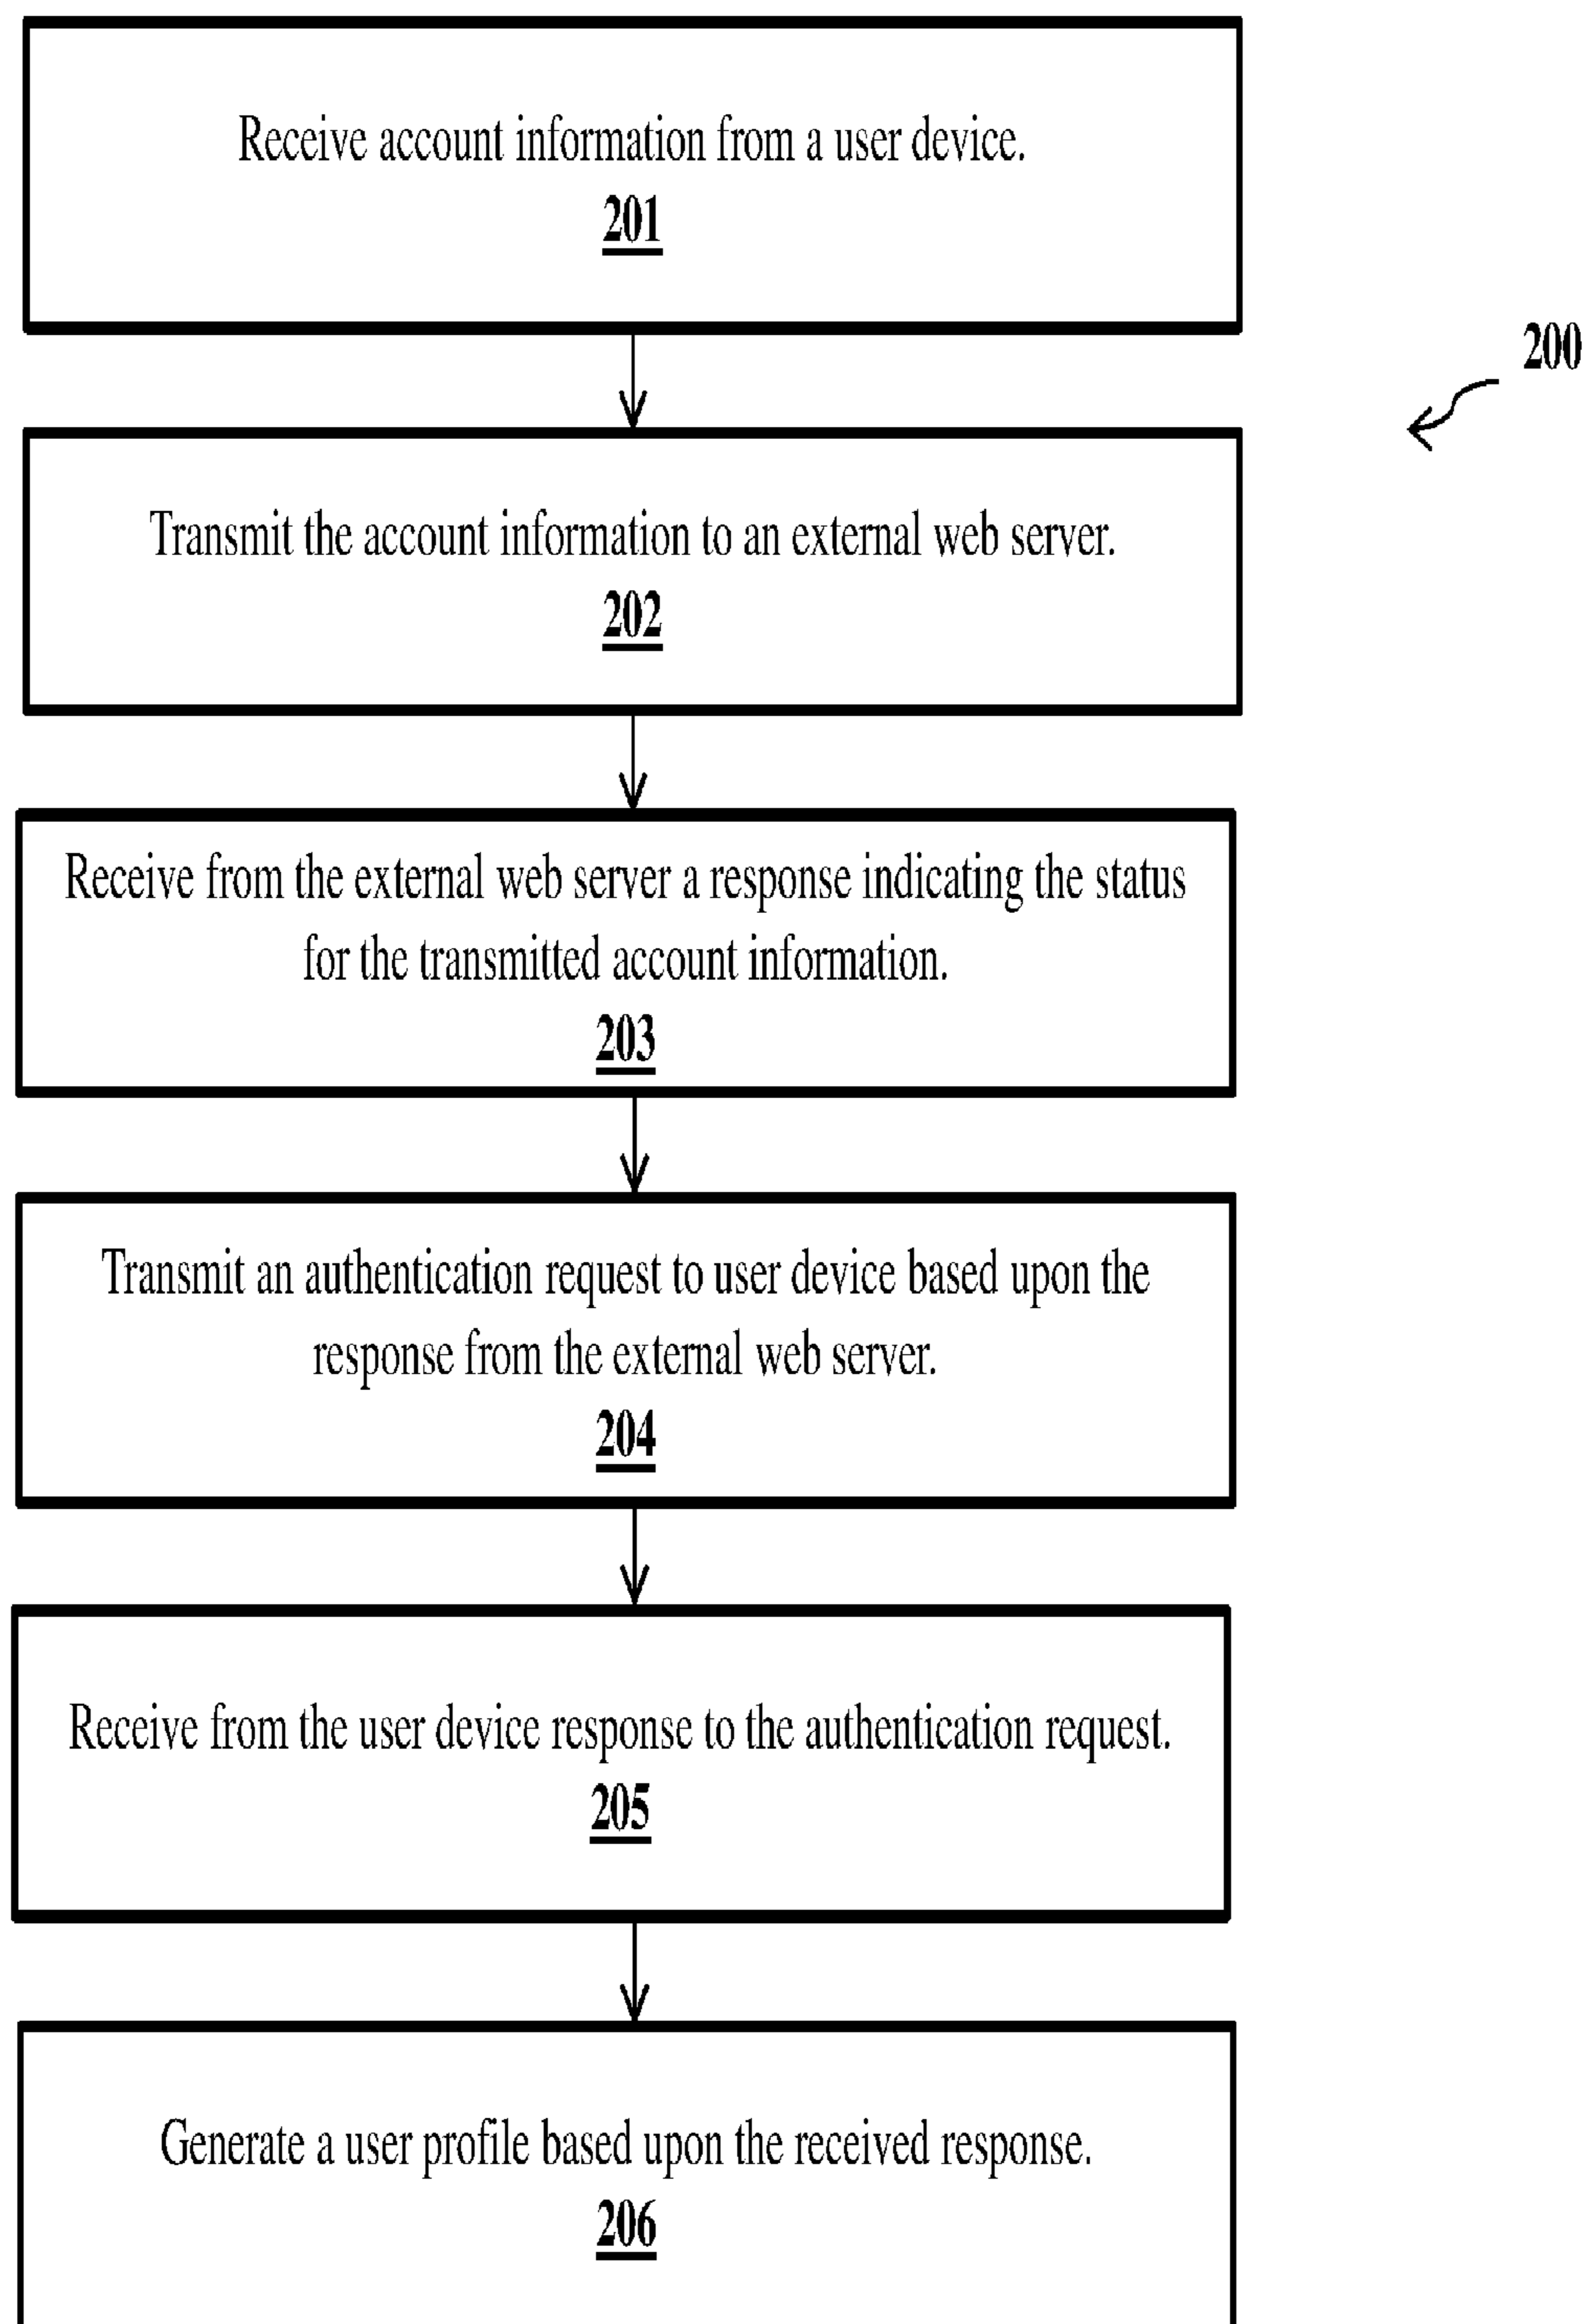 Receive account information from a user device.
201
200
Transmit the account information to an external web server.
202
Receive from the external web server a response indicating the status
for the transmitted account information.
203
Transmit an authentication request to user device based upon the
response from the external web server.
204
Receive from the user device response to the authentication request.
205
Generate a user profile based upon the received response.
206